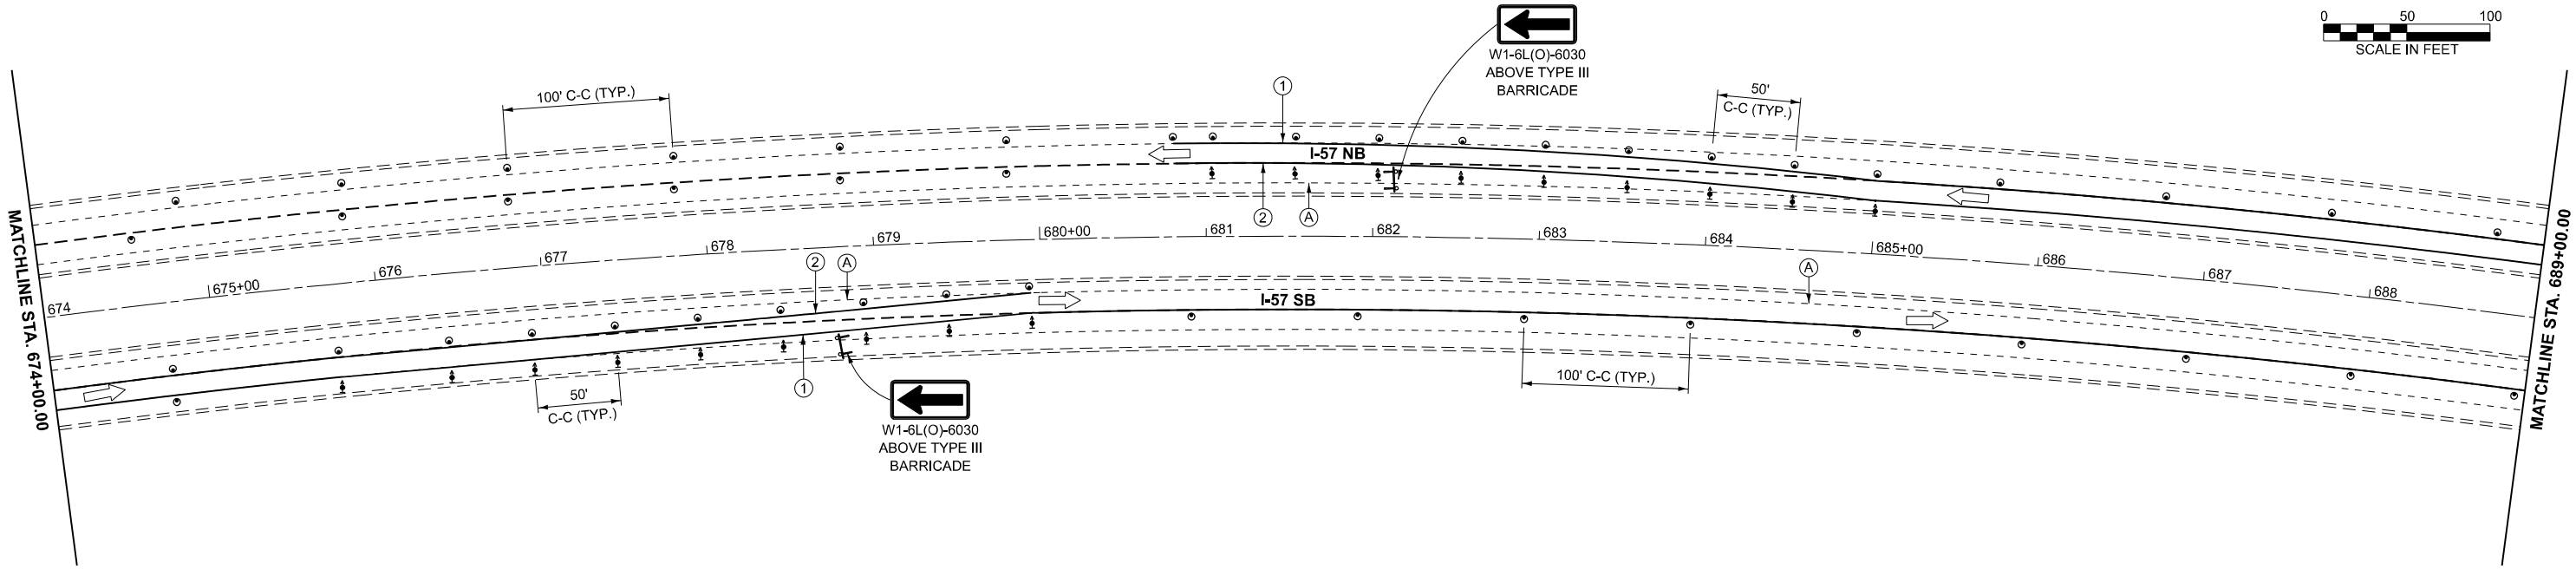 W1-6L(O)-6030
ABOVE TYPE III
BARRICADE
0 50 100
SCALE IN FEET
100' C-C (TYP.)
1
50'
C-C (TYP.)
I-57 NB
2
A
MATCHLINE STA. 674+00.00
674
675+00
676
677
678
679
680+00
681
682
683
684
685+00
686
687
688
MATCHLINE STA. 689+00.00
2
A
A
I-57 SB
1
50'
C-C (TYP.)
100' C-C (TYP.)
W1-6L(O)-6030
ABOVE TYPE III
BARRICADE